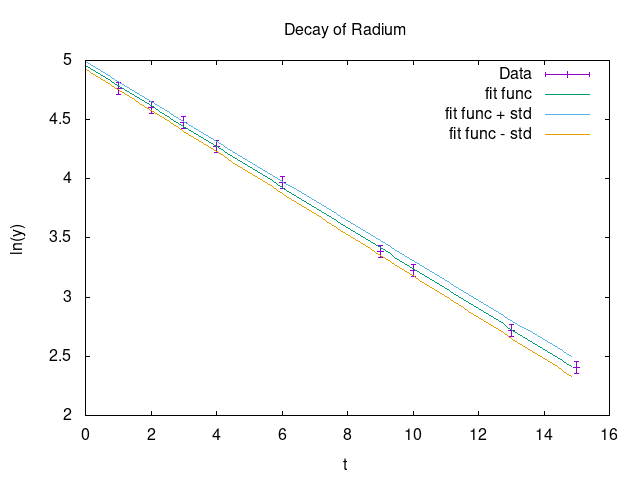 Decay of Radium
5
4.5
4
3.5
3
2.5
2
ln(y)
Data
fit func
fit func + std
fit func - std
0 2 4 6 8 10 12 14 16
t